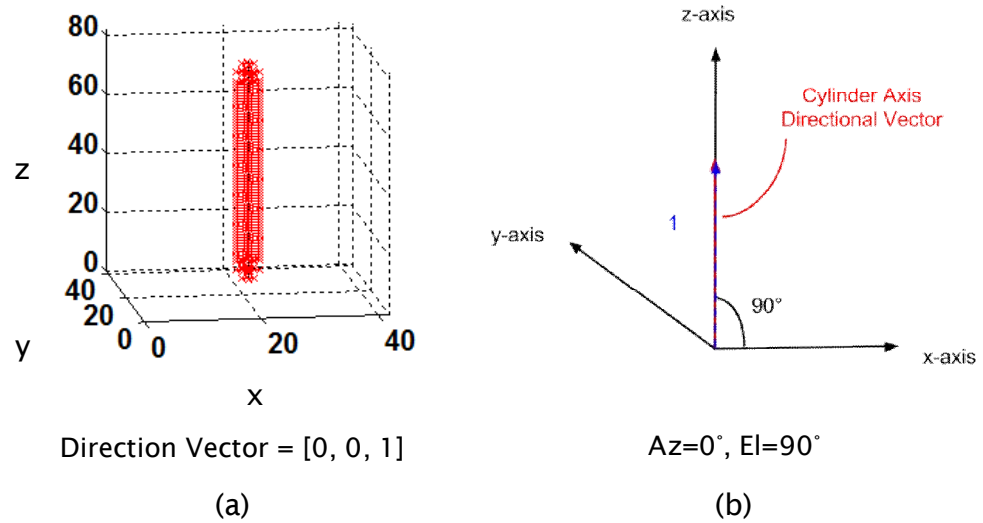 80
60
40
20
0
z
40
20
0
y
0
20
40
x
Direction Vector = [0, 0, 1]
(a)
z-axis
Cylinder Axis
Directional Vector
1
y-axis
90°
x-axis
Az=0°, El=90°
(b)